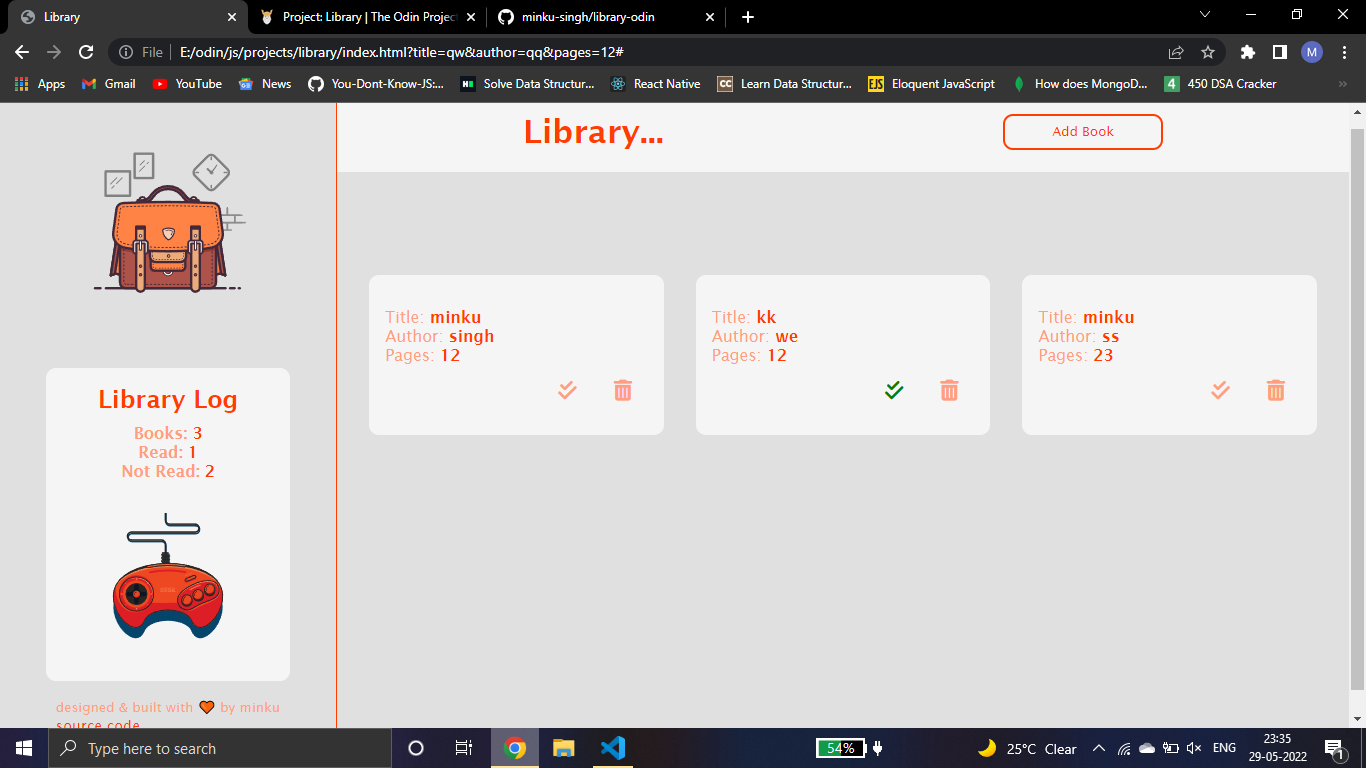 Library
Project: Library | The Odin Projec
minku-singh/library-odin
File
E:/odin/js/projects/library/index.html?title=qw&author=qq&pages=12#
M
Apps
Gmail
YouTube
News
You-Dont-Know-JS:...
Solve Data Structur...
React Native
CC
Learn Data Structur...
EJS
Eloquent JavaScript
How does MongoD...
4
450 DSA Cracker
»
Library...
Add Book
Title: minku
Author: singh
Pages: 12
Title: kk
Author: we
Pages: 12
Title: minku
Author: ss
Pages: 23
Library Log
Books: 3
Read: 1
Not Read: 2
designed & built with 🧡 by minku
source code
Type here to search
54%
25°C Clear
ENG
23:35
29-05-2022
1